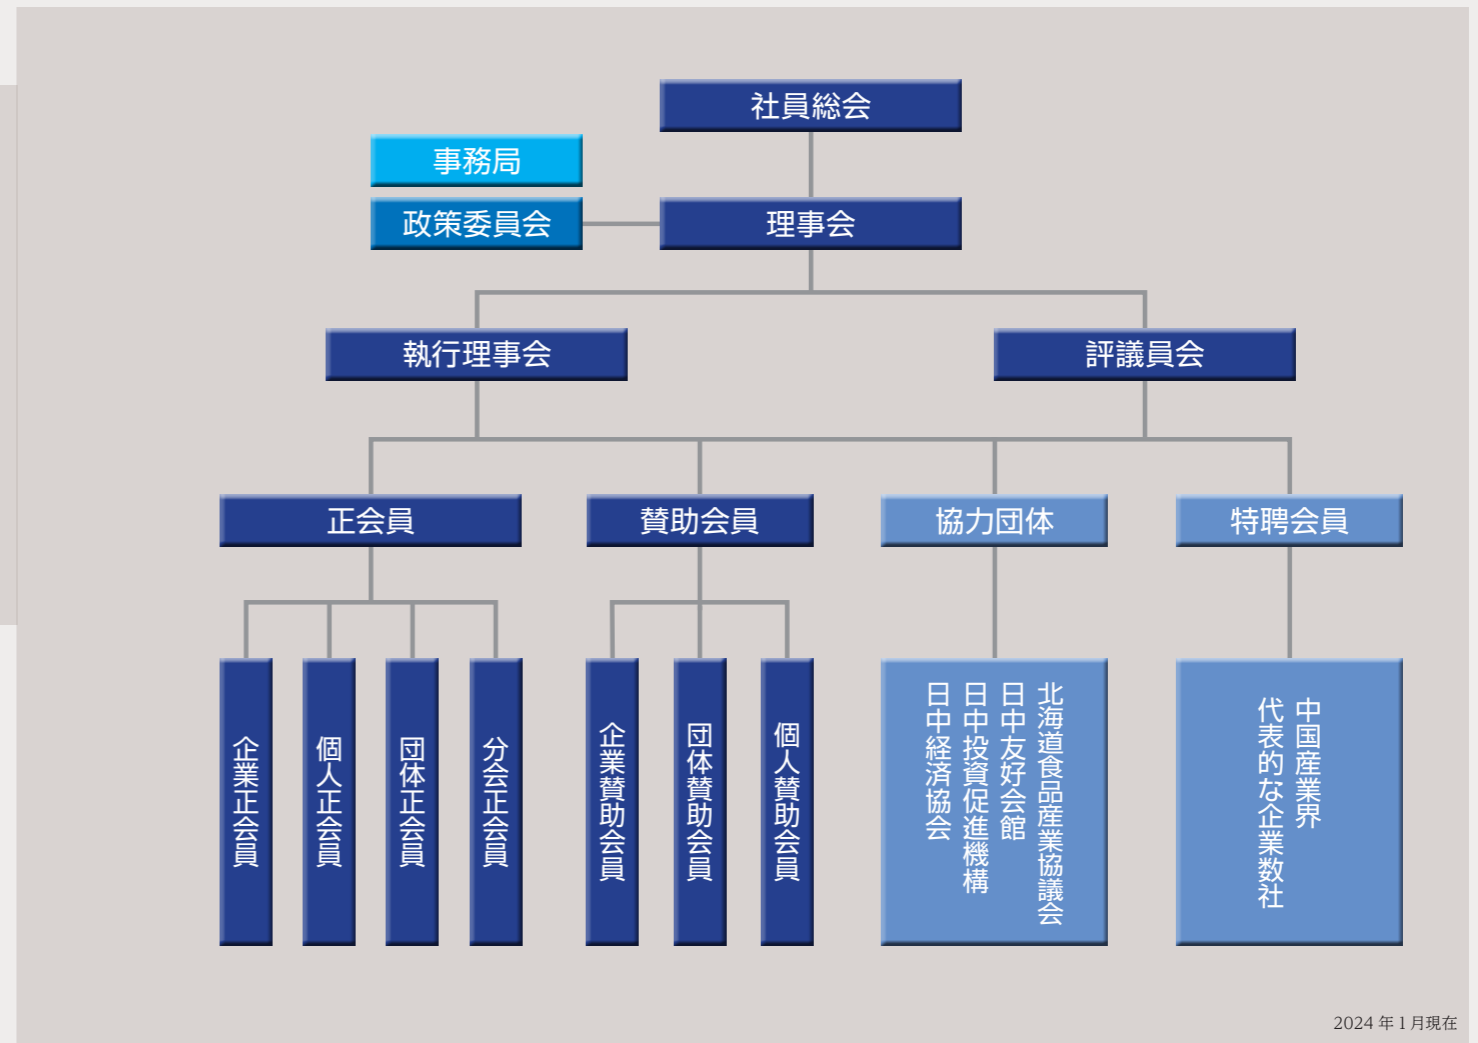 社員総会
事務局
政策委員会
理事会
執行理事会
評議員会
正会員
賛助会員
協力団体
特聘会員
企業正会員
個人正会員
団体正会員
分会正会員
企業賛助会員
団体賛助会員
個人賛助会員
北海道食品産業協議会
日中友好会館
日中投資促進機構
日中経済協会
中国産業界
代表的な企業数社
2024 年 1 月現在